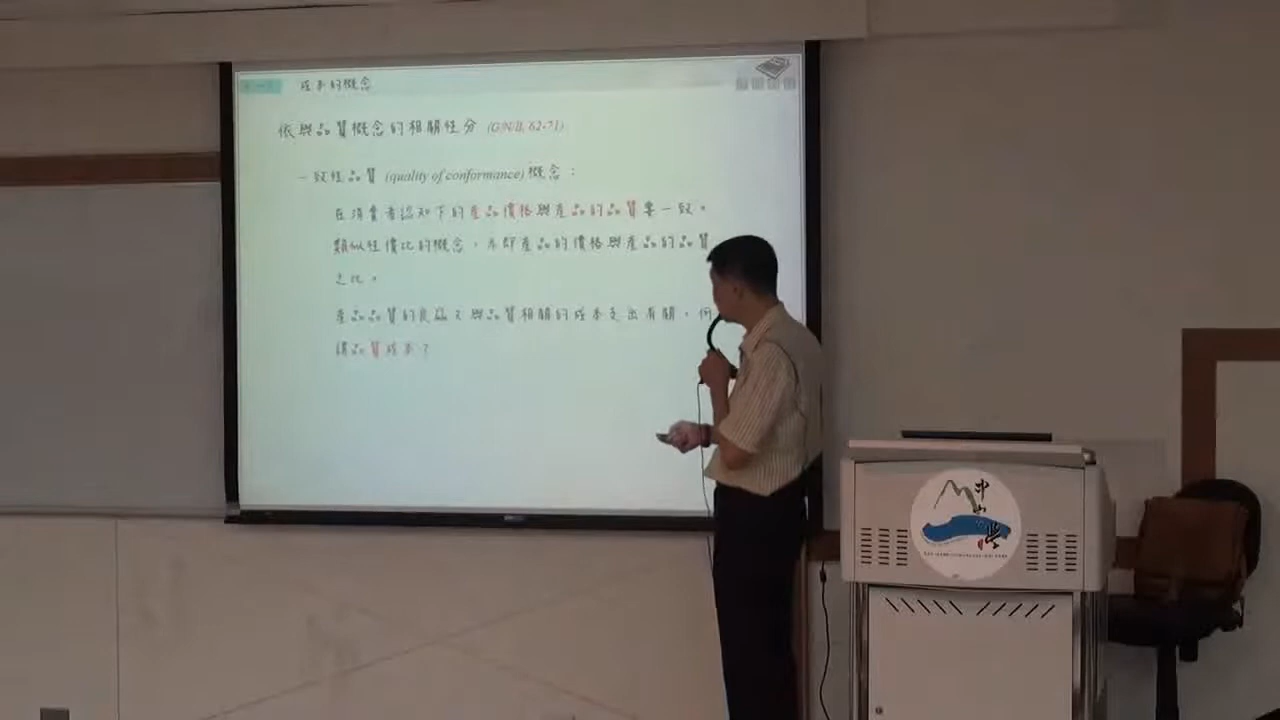 成本的概念
依與品質概念的相關性分 (G/N/B, 62-71)
一致性品質 (quality of conformance) 概念：
在消費者認知下的產品價格與產品的品質要一致。
類似性價比的概念，亦即產品的價格與產品的品質
之比。
產品品質的良窳又與品質相關的成本支出有關，何
謂品質成本？
中山學